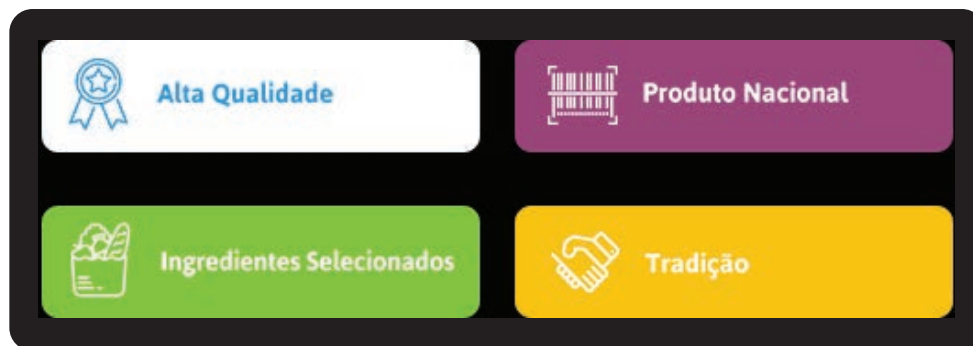 Alta Qualidade
Produto Nacional
Ingredientes Selecionados
Tradição